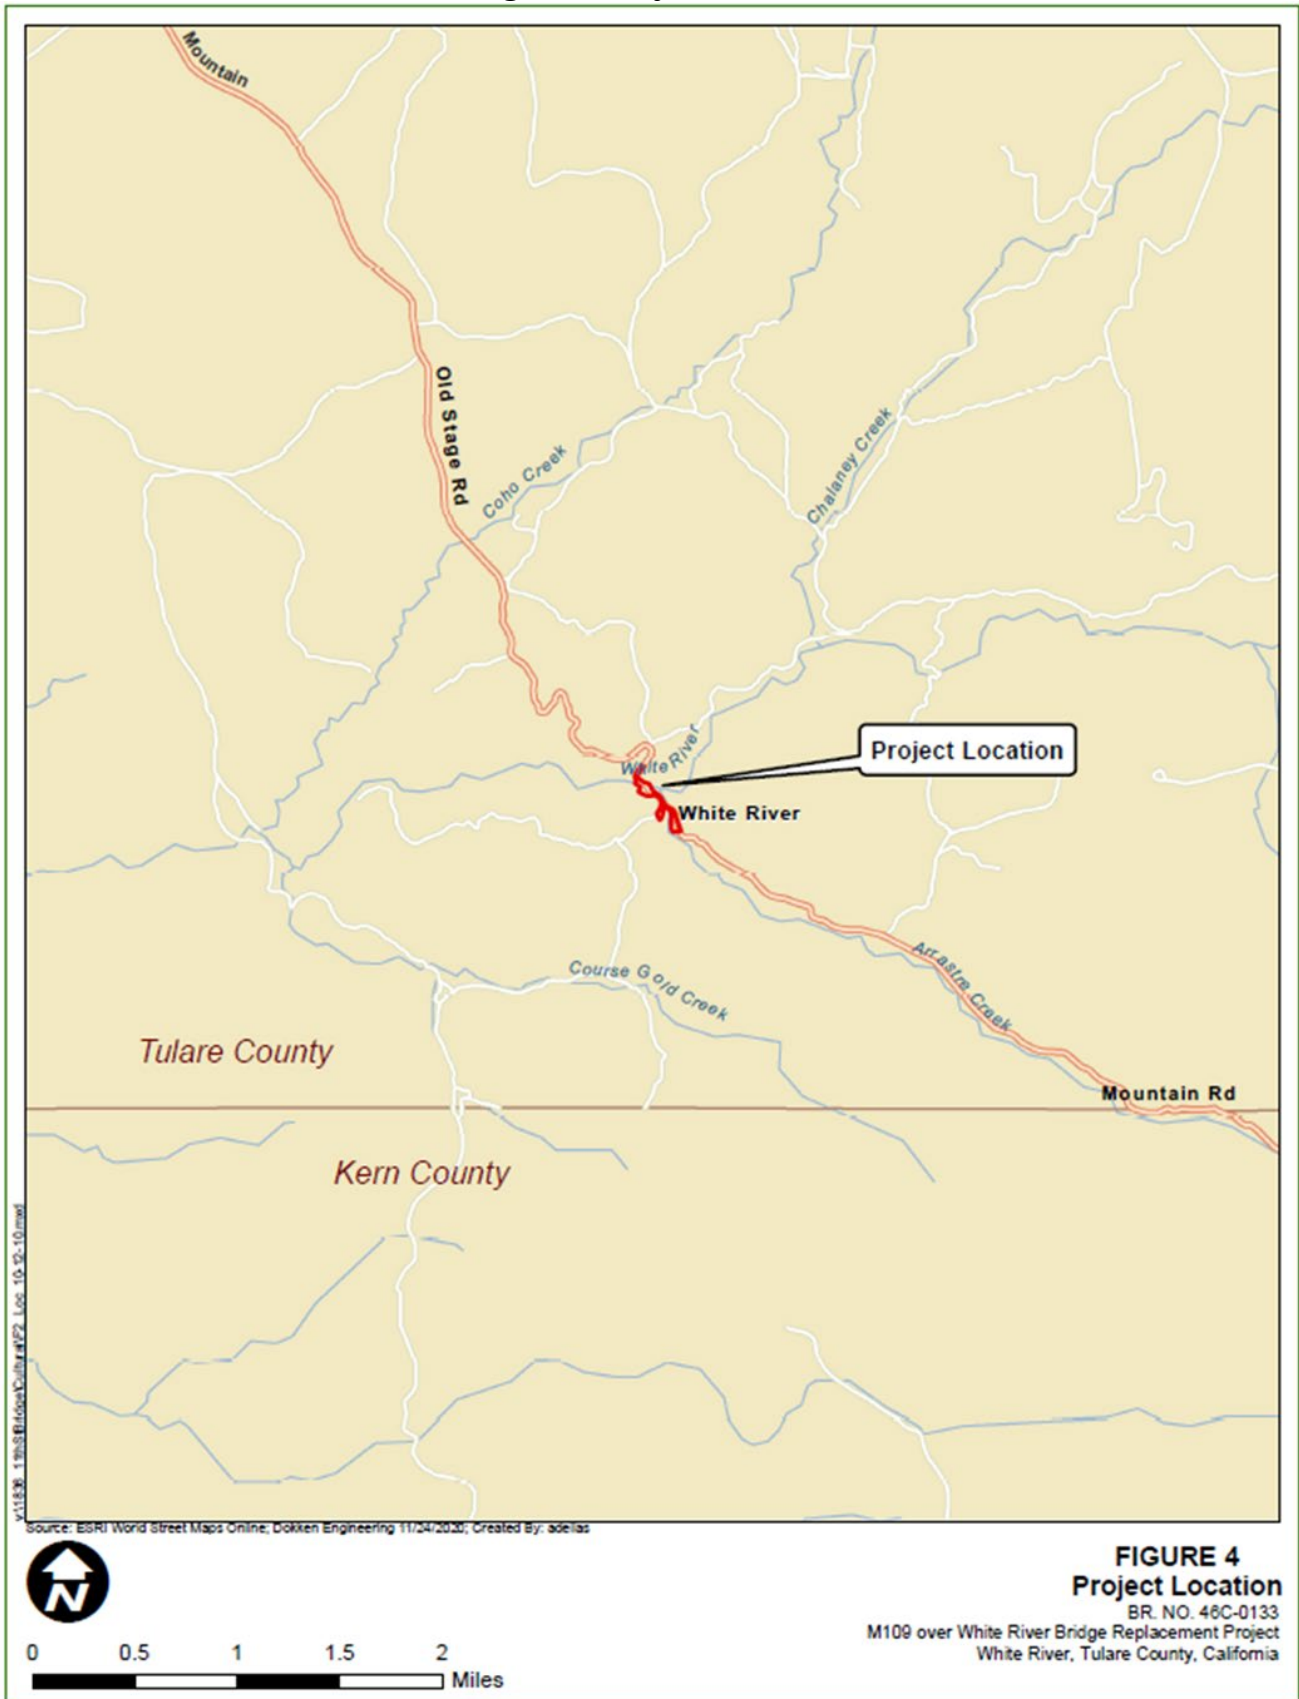 Mountain
Old Stage Rd
Coho Creek
Chalaney Creek
White River
Project Location
White River
Arrastre Creek
Course Gold Creek
Tulare County
Mountain Rd
Kern County
Source: ESRI World Street Maps Online; Dokken Engineering 11/24/2020; Created By: adellas
N
FIGURE 4
Project Location
BR. NO. 46C-0133
M109 over White River Bridge Replacement Project
White River, Tulare County, California
0 0.5 1 1.5 2
Miles